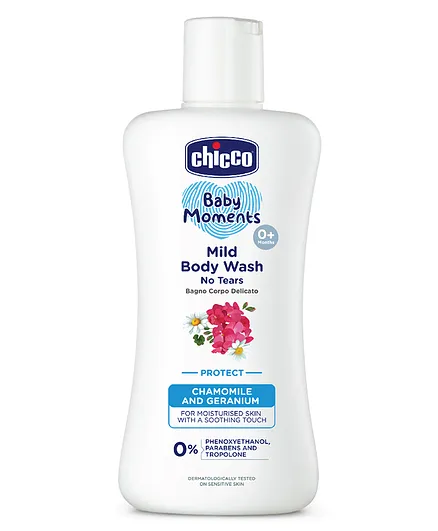 chicco
Baby
Moments
0+
Months
Mild
Body Wash
No Tears
Bagno Corpo Delicato
PROTECT
CHAMOMILE
AND GERANIUM
FOR MOISTURISED SKIN
WITH A SOOTHING TOUCH
0% PHENOXYETHANOL,
PARABENS AND
TROPOLONE
DERMATOLOGICALLY TESTED
ON SENSITIVE SKIN